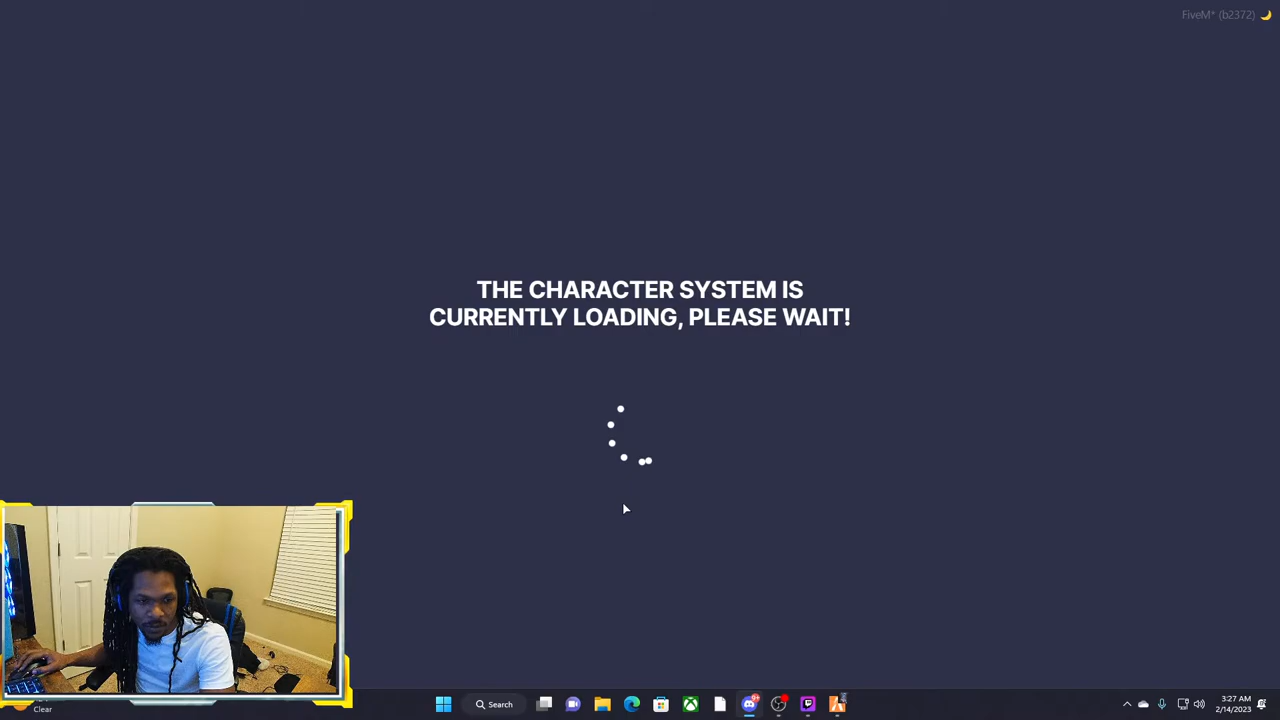 FiveM* (b2372)
THE CHARACTER SYSTEM IS
CURRENTLY LOADING, PLEASE WAIT!
Search
Clear
3:27 AM
2/14/2023